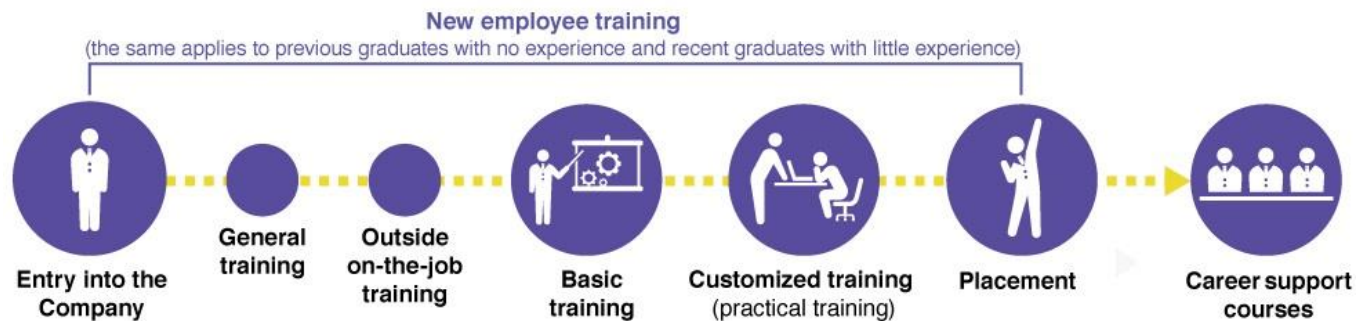 New employee training
(the same applies to previous graduates with no experience and recent graduates with little experience)
Entry into the
Company
General
training
Outside
on-the-job
training
Basic
training
Customized training
(practical training)
Placement
Career support
courses